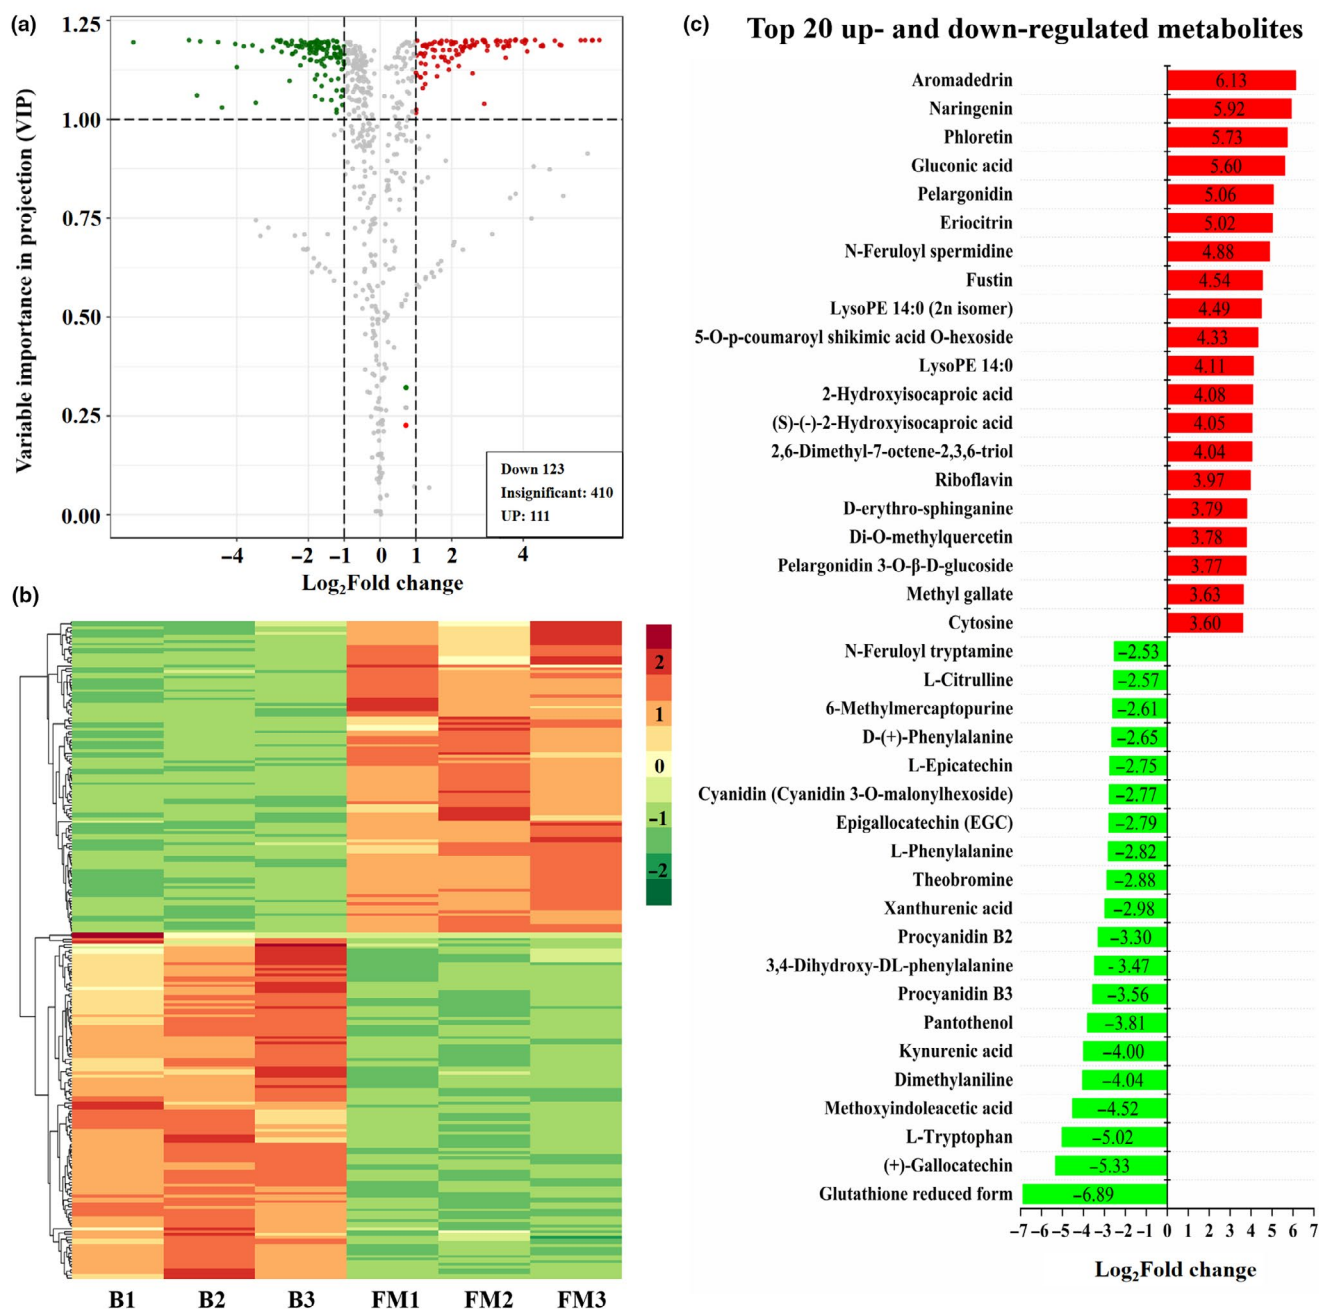 (a)
Variable importance in projection (VIP)
1.25
1.00
0.75
0.50
0.25
0.00
Down 123
Insignificant: 410
UP: 111
−4 −2 −1 0 1 2 4
Log2Fold change
(b)
2
1
0
−1
−2
B1 B2 B3 FM1 FM2 FM3
(c) Top 20 up- and down-regulated metabolites
Aromadedrin 6.13
Naringenin 5.92
Phloretin 5.73
Gluconic acid 5.60
Pelargonidin 5.06
Eriocitrin 5.02
N-Feruloyl spermidine 4.88
Fustin 4.54
LysoPE 14:0 (2n isomer) 4.49
5-O-p-coumaroyl shikimic acid O-hexoside 4.33
LysoPE 14:0 4.11
2-Hydroxyisocaproic acid 4.08
(S)-(-)-2-Hydroxyisocaproic acid 4.05
2,6-Dimethyl-7-octene-2,3,6-triol 4.04
Riboflavin 3.97
D-erythro-sphinganine 3.79
Di-O-methylquercetin 3.78
Pelargonidin 3-O-β-D-glucoside 3.77
Methyl gallate 3.63
Cytosine 3.60
N-Feruloyl tryptamine −2.53
L-Citrulline −2.57
6-Methylmercaptopurine −2.61
D-(+)-Phenylalanine −2.65
L-Epicatechin −2.75
Cyanidin (Cyanidin 3-O-malonylhexoside) −2.77
Epigallocatechin (EGC) −2.79
L-Phenylalanine −2.82
Theobromine −2.88
Xanthurenic acid −2.98
Procyanidin B2 −3.30
3,4-Dihydroxy-DL-phenylalanine - 3.47
Procyanidin B3 −3.56
Pantothenol −3.81
Kynurenic acid −4.00
Dimethylaniline −4.04
Methoxyindoleacetic acid −4.52
L-Tryptophan −5.02
(+)-Gallocatechin −5.33
Glutathione reduced form −6.89
−7 −6 −5 −4 −3 −2 −1 0 1 2 3 4 5 6 7
Log2Fold change